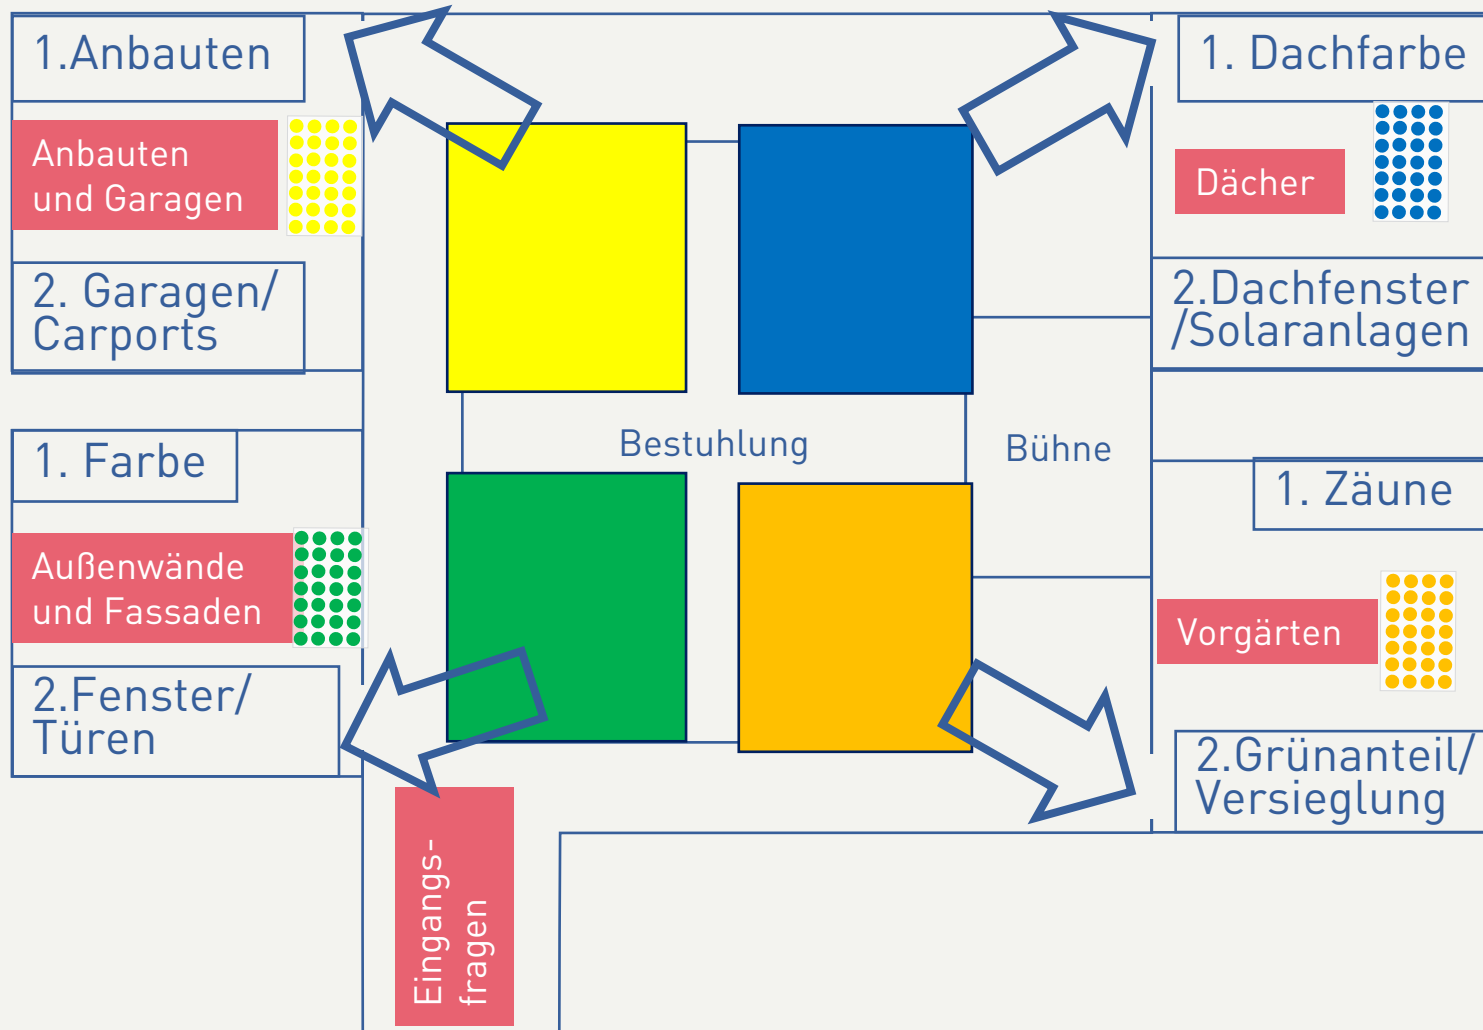 1.Anbauten
Anbauten
und Garagen
2. Garagen/
Carports
1. Farbe
Außenwände
und Fassaden
2.Fenster/
Türen
Bestuhlung
Bühne
Eingangs-
fragen
1. Dachfarbe
Dächer
2.Dachfenster
/Solaranlagen
1. Zäune
Vorgärten
2.Grünanteil/
Versieglung